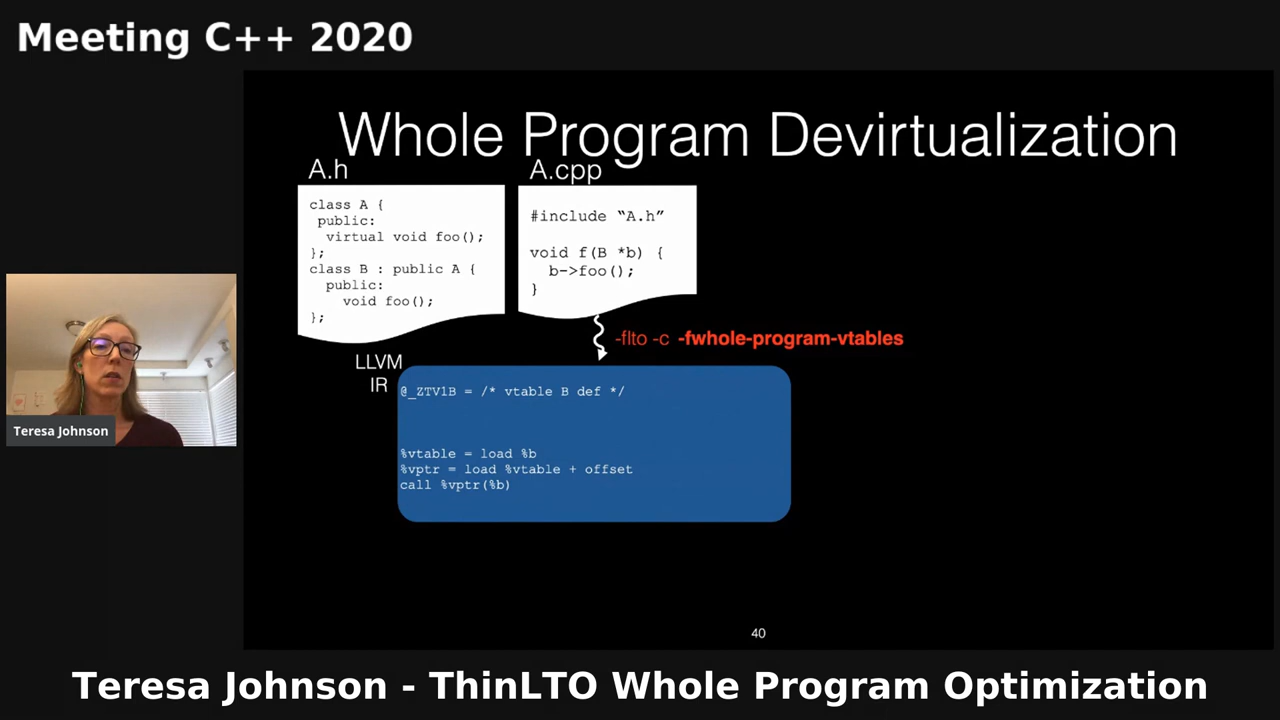 Meeting C++ 2020
Whole Program Devirtualization
A.h
class A {
public:
virtual void foo();
};
class B : public A {
public:
void foo();
};
A.cpp
#include “A.h”
void f(B *b) {
b->foo();
}
-flto -c -fwhole-program-vtables
LLVM
IR
@_ZTV1B = /* vtable B def */
%vtable = load %b
%vptr = load %vtable + offset
call %vptr(%b)
Teresa Johnson
40
Teresa Johnson - ThinLTO Whole Program Optimization